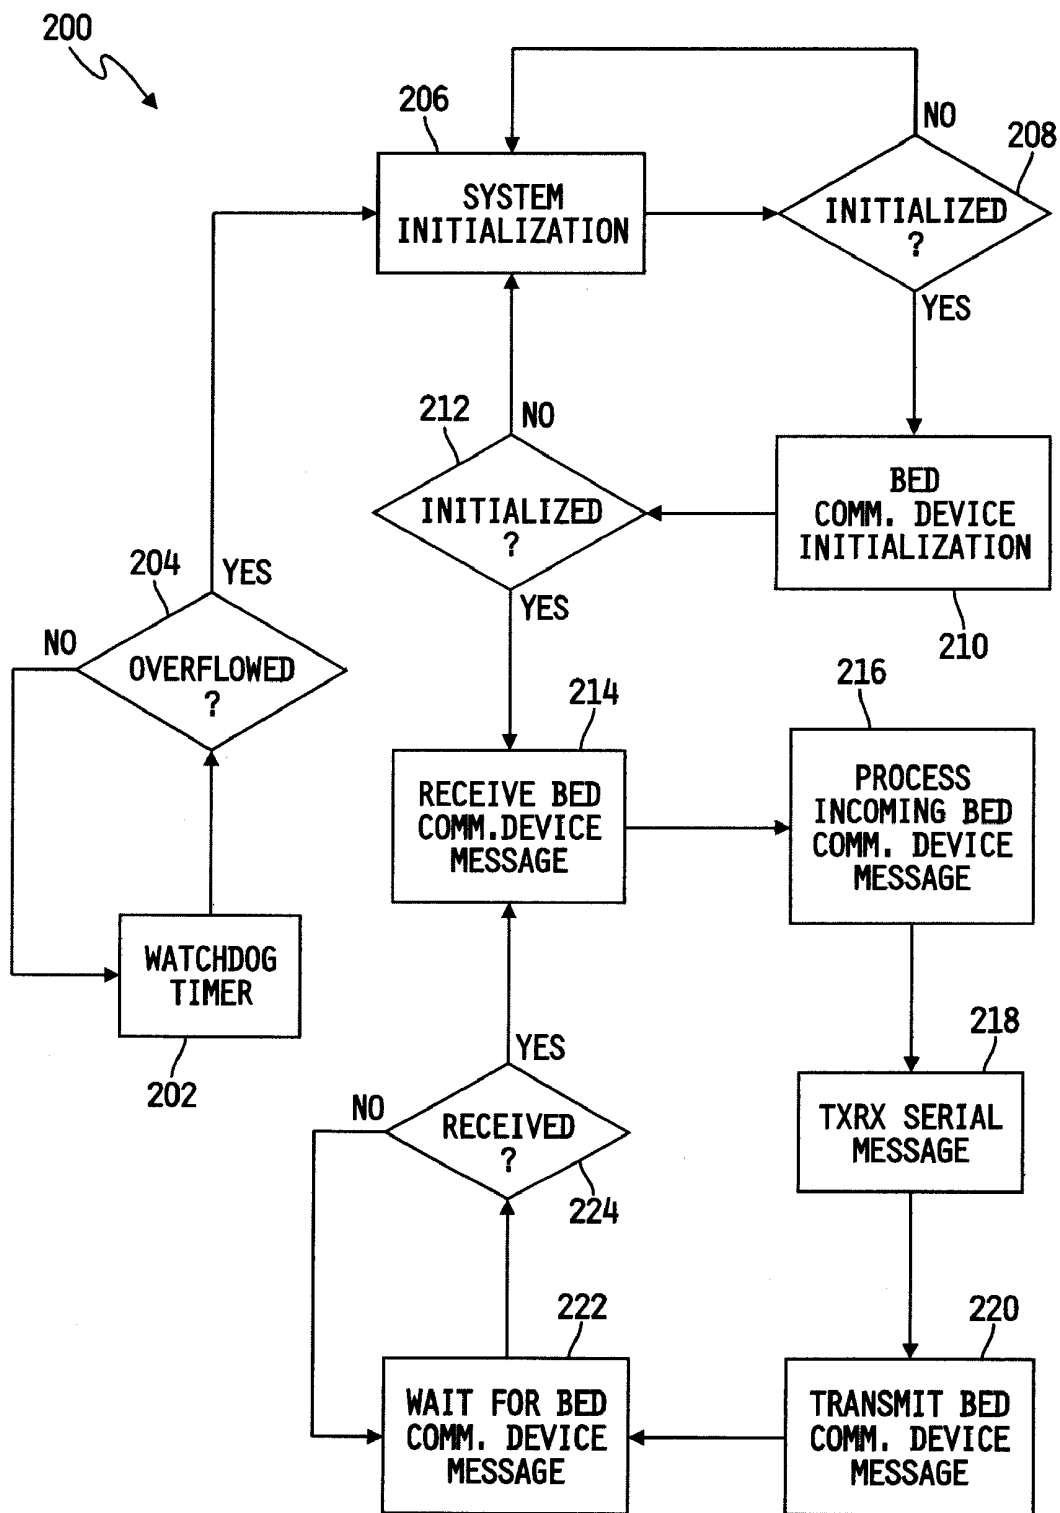 200
206
SYSTEM
INITIALIZATION
NO
208
INITIALIZED
?
YES
212
NO
INITIALIZED
?
YES
BED
COMM. DEVICE
INITIALIZATION
210
204
YES
NO
OVERFLOWED
?
WATCHDOG
TIMER
202
214
RECEIVE BED
COMM.DEVICE
MESSAGE
216
PROCESS
INCOMING BED
COMM. DEVICE
MESSAGE
218
TXRX SERIAL
MESSAGE
YES
NO
RECEIVED
?
224
222
WAIT FOR BED
COMM. DEVICE
MESSAGE
220
TRANSMIT BED
COMM. DEVICE
MESSAGE